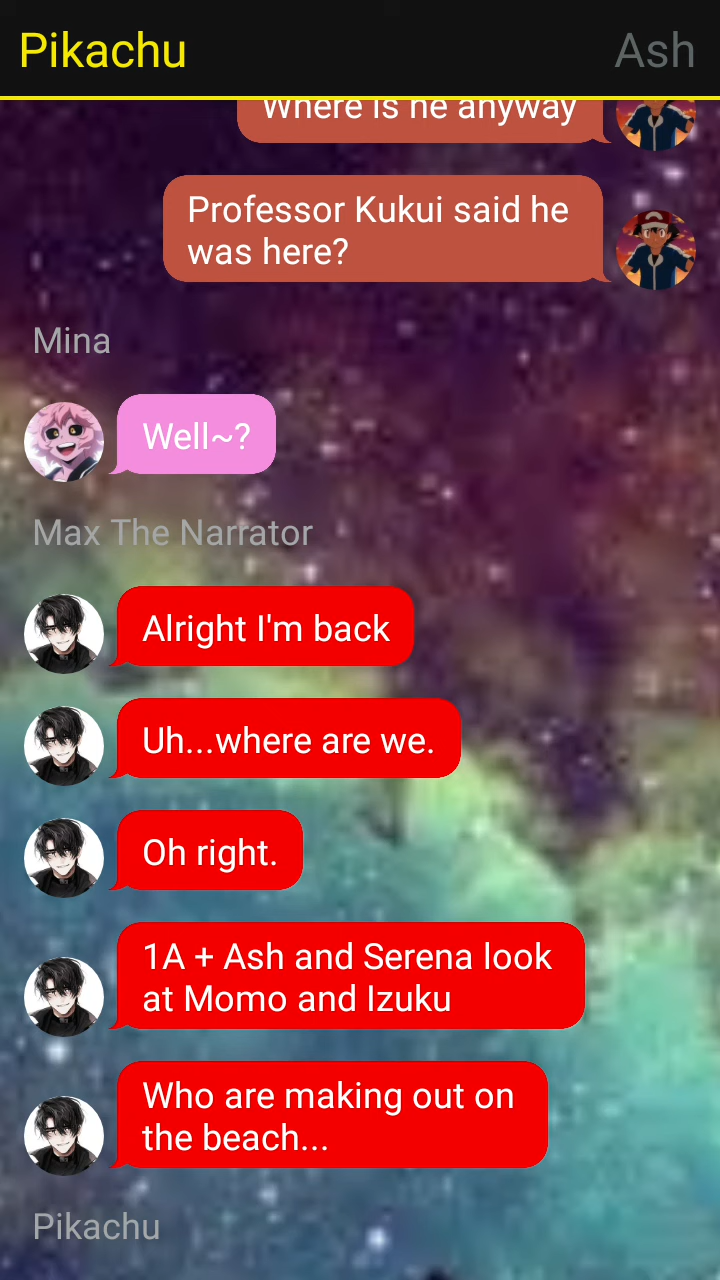 Pikachu
Ash
Where is he anyway
Professor Kukui said he
was here?
Mina
Well~?
Max The Narrator
Alright I'm back
Uh...where are we.
Oh right.
1A + Ash and Serena look
at Momo and Izuku
Who are making out on
the beach...
Pikachu